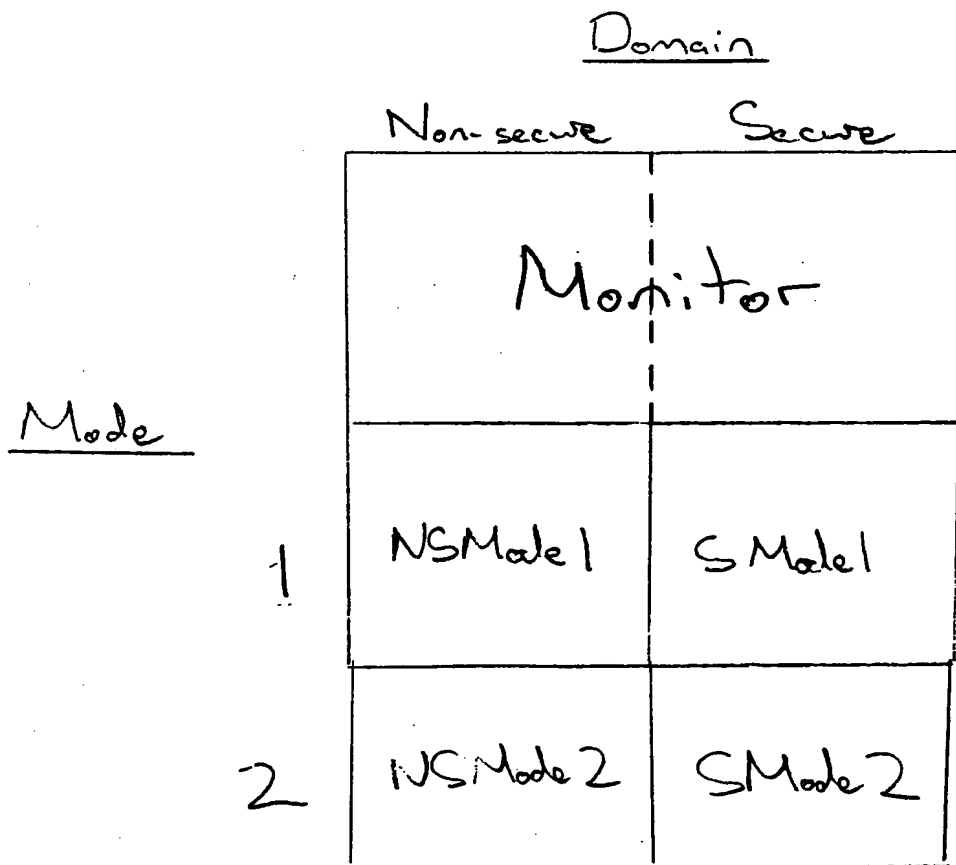 Domain
Non-secure Secure
Monitor
Mode
1 NSMode1 SMode1
2 NSMode2 SMode2